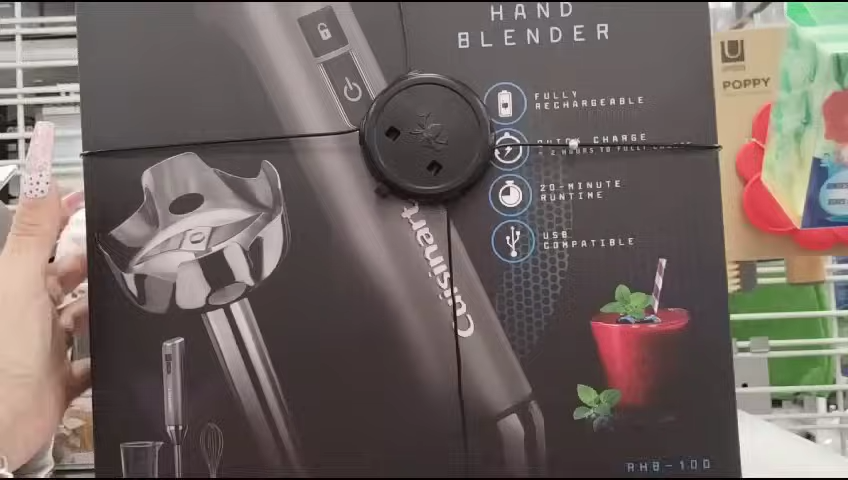 HAND
BLENDER
FULLY
RECHARGEABLE
QUICK CHARGE
20-MINUTE
RUNTIME
USB
COMPATIBLE
Cuisinart
RHB-100
POPPY